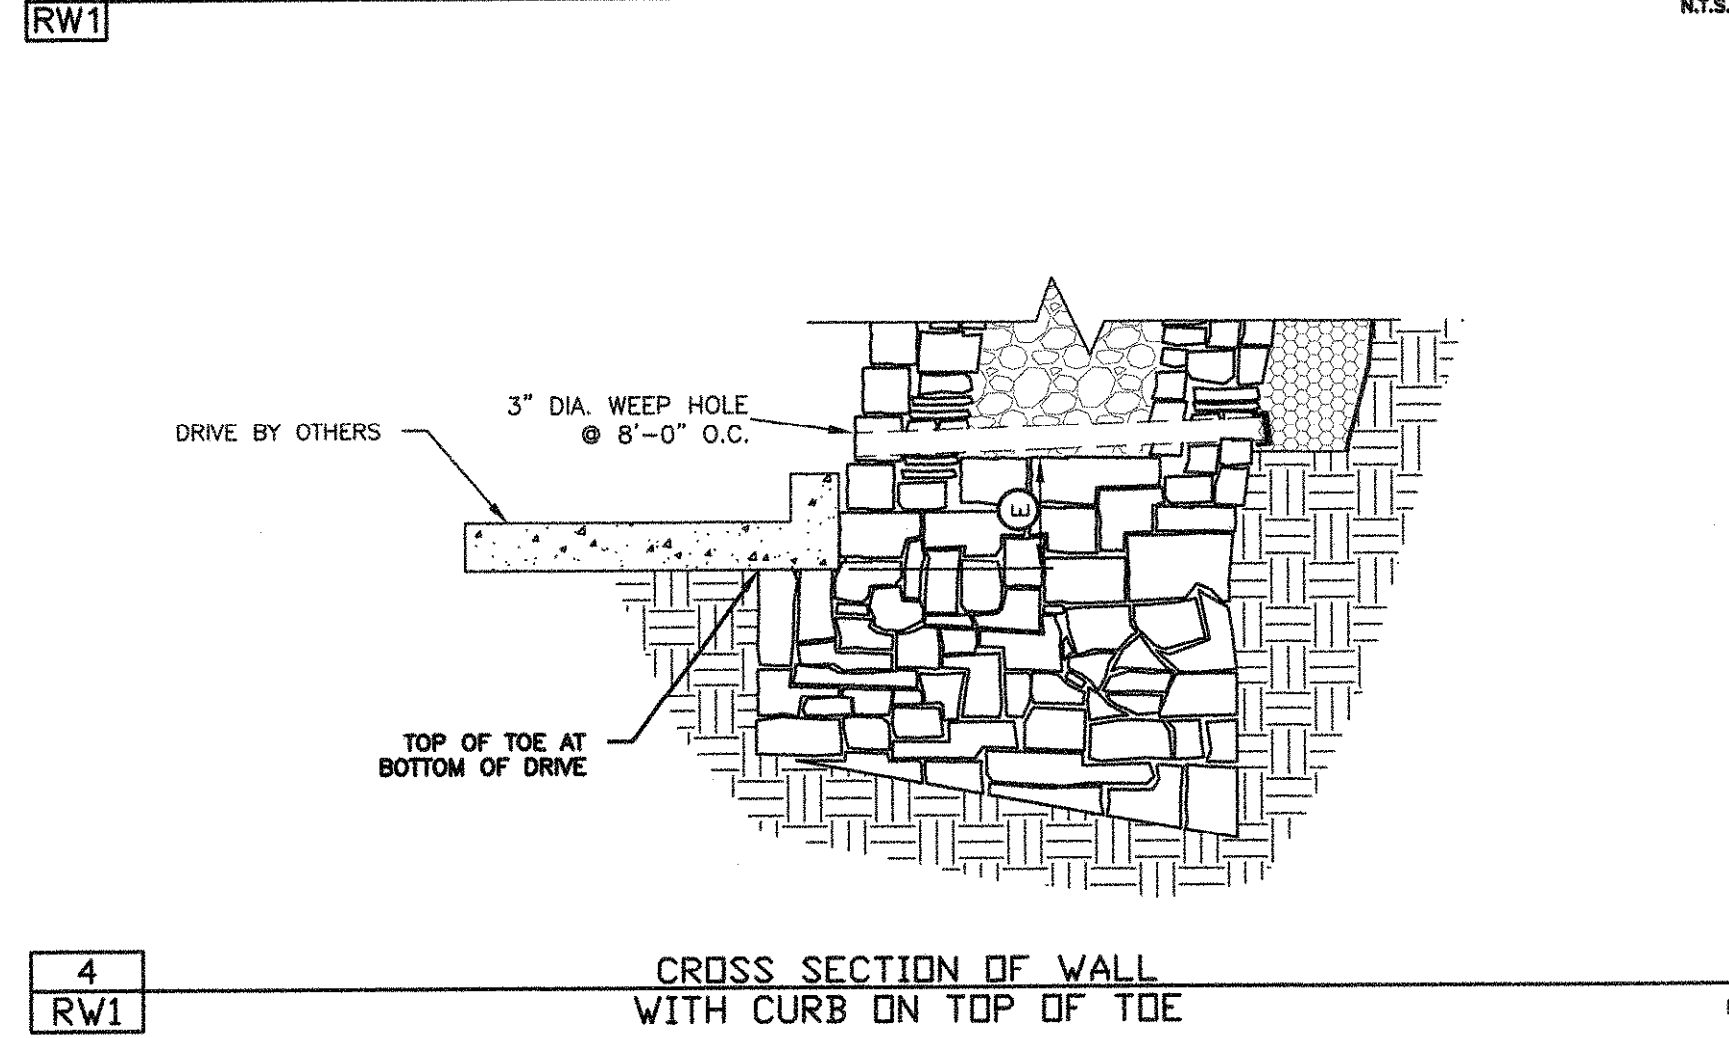 RW1
N.T.S.
3" DIA. WEEP HOLE
@ 8'-0" O.C.
DRIVE BY OTHERS
E
TOP OF TOE AT
BOTTOM OF DRIVE
4
RW1
CROSS SECTION OF WALL
WITH CURB ON TOP OF TOE